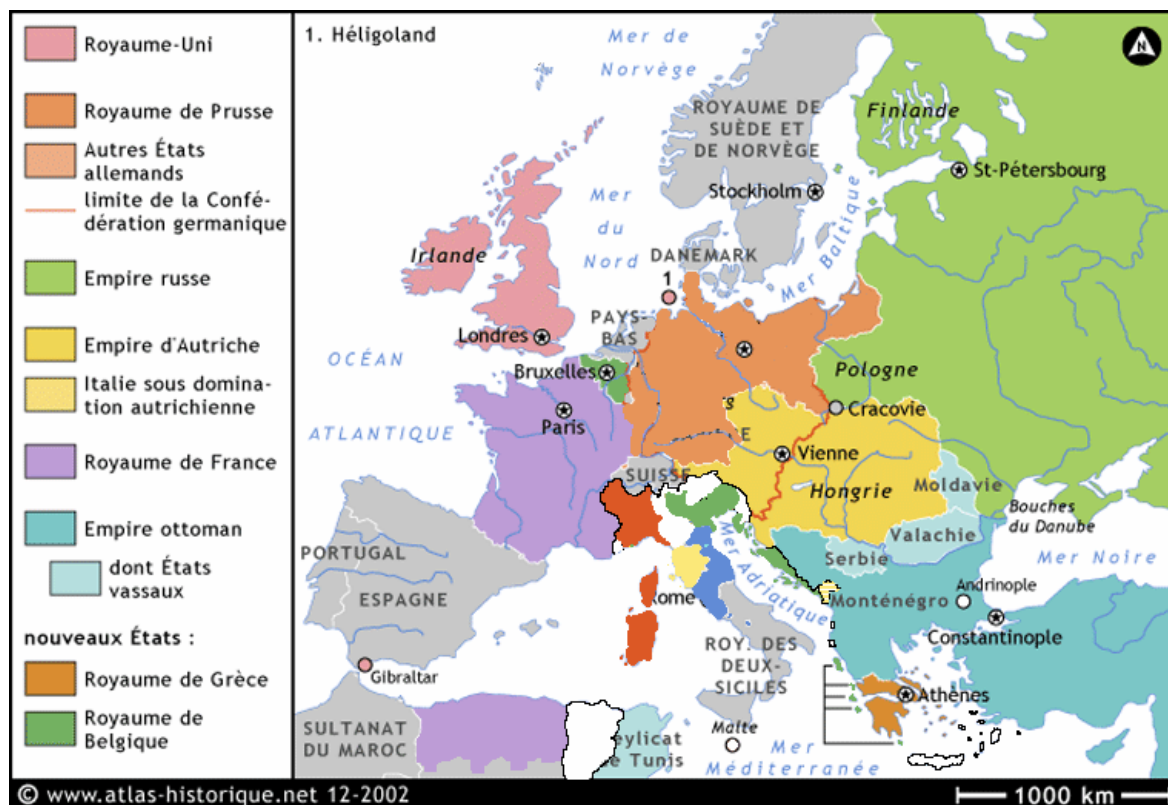 Royaume-Uni
Royaume de Prusse
Autres États
allemands
limite de la Confé-
dération germanique
Empire russe
Empire d'Autriche
Italie sous domina-
tion autrichienne
Royaume de France
Empire ottoman
dont États
vassaux
nouveaux États :
Royaume de Grèce
Royaume de
Belgique
1. Héligoland
N
Mer de
Norvège
ROYAUME DE
SUÈDE ET
DE NORVÈGE
Finlande
St-Pétersbourg
Stockholm
Mer
du
Nord
Mer Baltique
Irlande
DANEMARK
1
PAYS-
BAS
Londres
OCÉAN
ATLANTIQUE
Bruxelles
Paris
Pologne
Cracovie
g
E
Vienne
SUISSE
Hongrie
Moldavie
Bouches
du Danube
Valachie
Serbie
Mer Noire
PORTUGAL
ESPAGNE
Mer Adriatique
Rome
Monténégro
Andrinople
Constantinople
ROY. DES
DEUX-
SICILES
Gibraltar
Athènes
SULTANAT
DU MAROC
eylicat
e Tunis
Malte
Mer
Méditerranée
© www.atlas-historique.net 12-2002
1000 km